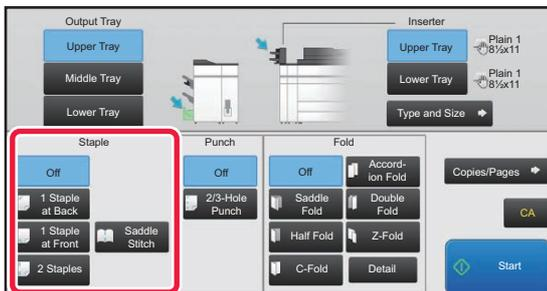 Output Tray
Inserter
Upper Tray
Middle Tray
Lower Tray
Upper Tray
Plain 1
8½x11
Lower Tray
Plain 1
8½x11
Type and Size
Staple
Off
1 Staple
at Back
1 Staple
at Front
Saddle
Stitch
2 Staples
Punch
Off
2/3-Hole
Punch
Fold
Off
Accord-
ion Fold
Saddle
Fold
Double
Fold
Half Fold
Z-Fold
C-Fold
Detail
Copies/Pages
CA
Start